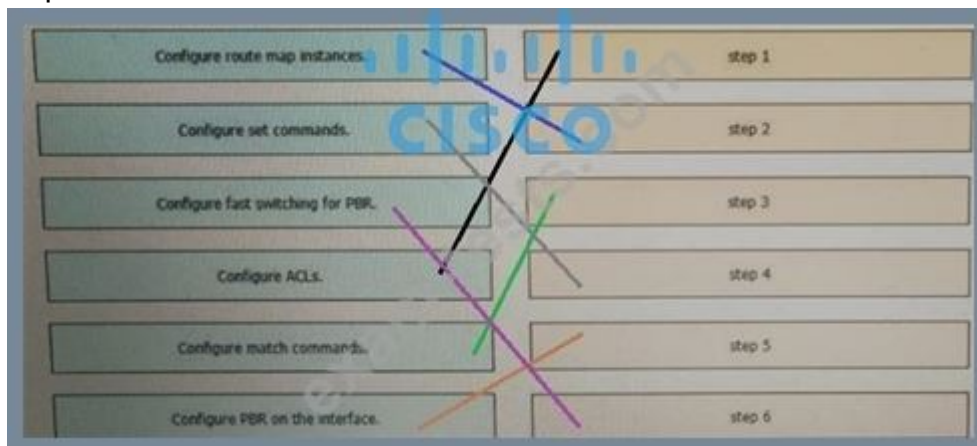 Configure route map instances.
step 1
CISCO
Configure set commands.
step 2
Configure fast switching for PBR.
step 3
Configure ACLs.
step 4
Configure match commands.
step 5
Configure PBR on the interface.
step 6